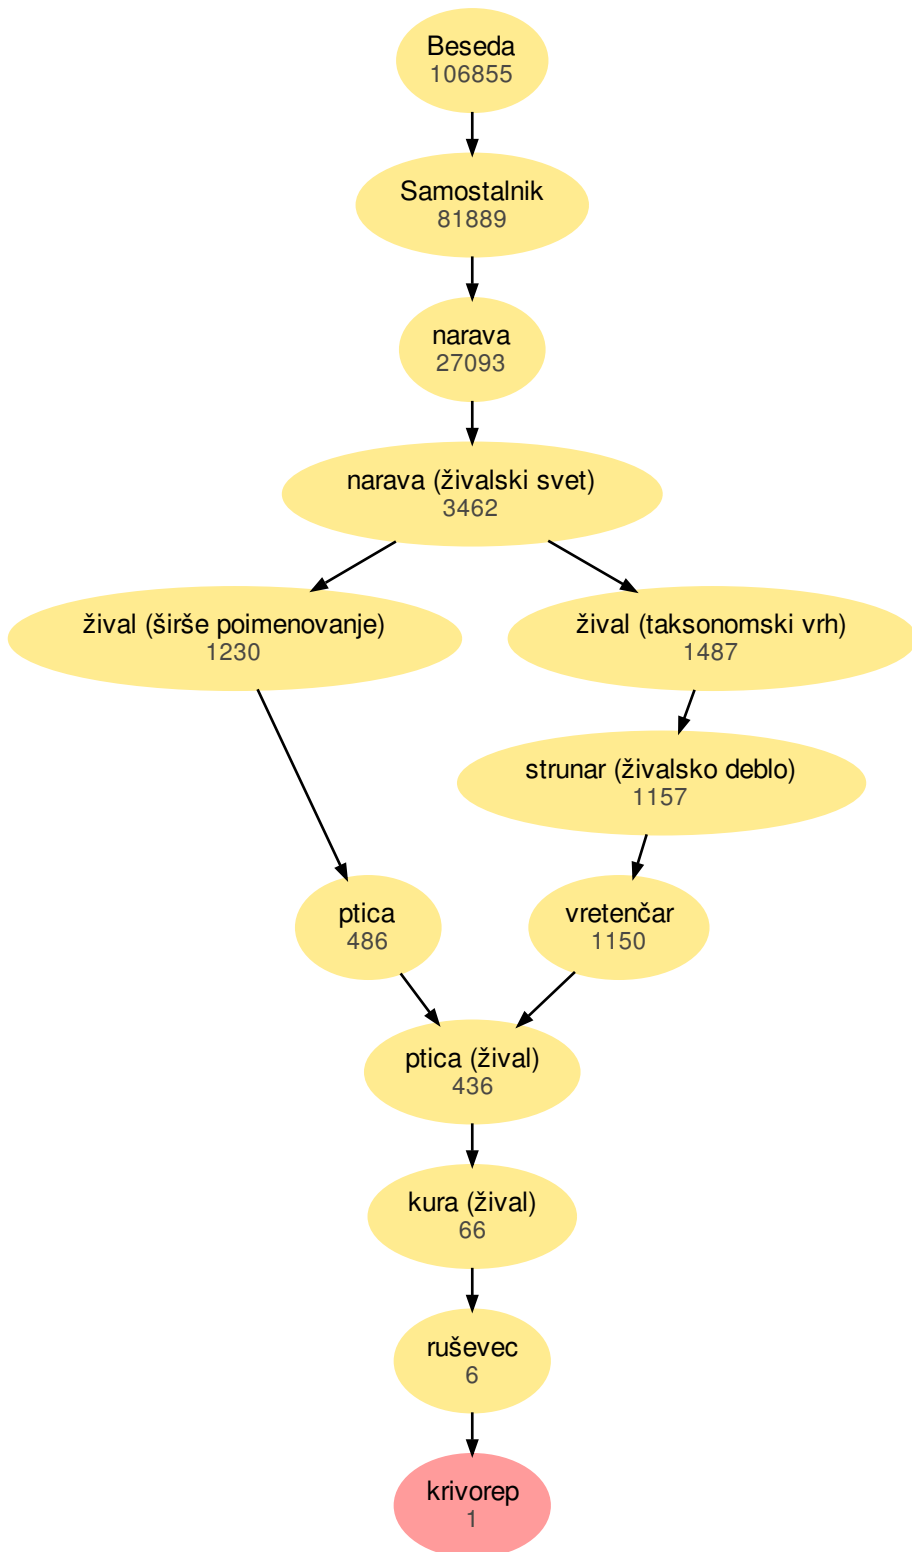 Beseda
106855
Samostalnik
81889
narava
27093
narava (živalski svet)
3462
žival (širše poimenovanje)
1230
žival (taksonomski vrh)
1487
strunar (živalsko deblo)
1157
ptica
486
vretenčar
1150
ptica (žival)
436
kura (žival)
66
ruševec
6
krivorep
1